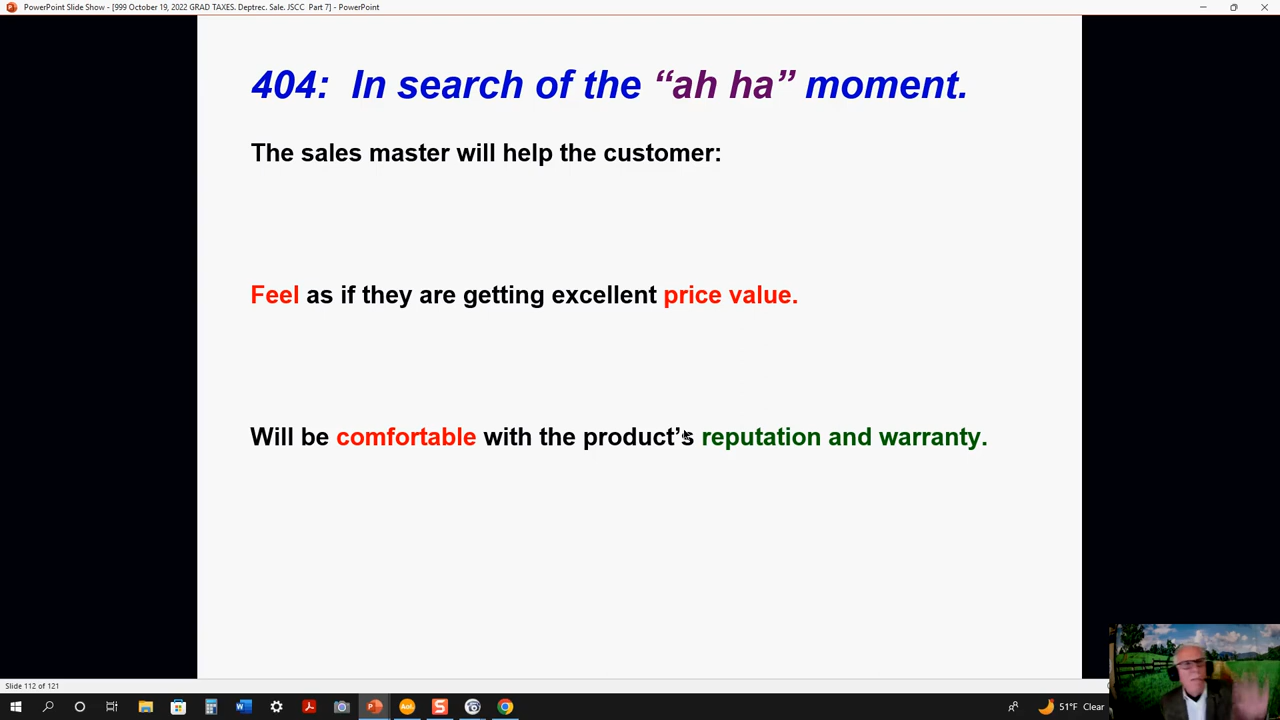 PowerPoint Slide Show - [999 October 19, 2022 GRAD TAXES. Deptrec. Sale. JSCC  Part 7] - PowerPoint
404:  In search of the “ah ha” moment.
The sales master will help the customer:
Feel as if they are getting excellent price value.
Will be comfortable with the product’s reputation and warranty.
Slide 112 of 121
51°F Clear